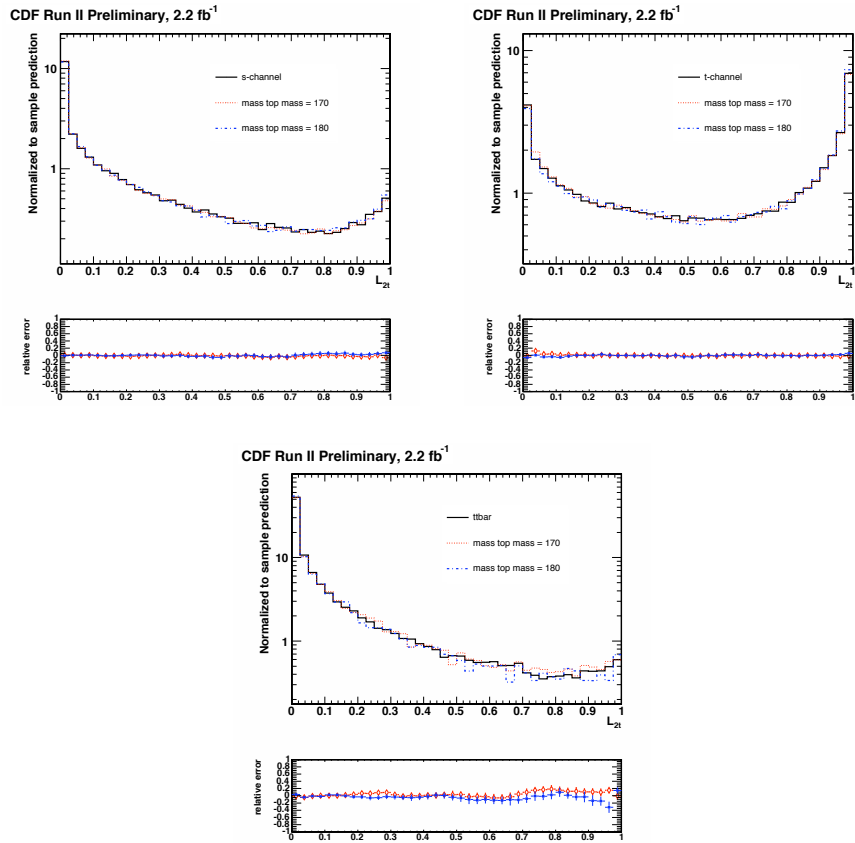 CDF Run II Preliminary, 2.2 fb-1
Normalized to sample prediction
10
1
s-channel
mass top mass = 170
mass top mass = 180
0 0.1 0.2 0.3 0.4 0.5 0.6 0.7 0.8 0.9 1
L2t
relative error
1
0.8
0.6
0.4
0.2
0
-0.2
-0.4
-0.6
-0.8
-1
0 0.1 0.2 0.3 0.4 0.5 0.6 0.7 0.8 0.9 1
CDF Run II Preliminary, 2.2 fb-1
Normalized to sample prediction
10
1
t-channel
mass top mass = 170
mass top mass = 180
0 0.1 0.2 0.3 0.4 0.5 0.6 0.7 0.8 0.9 1
L2t
relative error
1
0.8
0.6
0.4
0.2
0
-0.2
-0.4
-0.6
-0.8
-1
0 0.1 0.2 0.3 0.4 0.5 0.6 0.7 0.8 0.9 1
CDF Run II Preliminary, 2.2 fb-1
Normalized to sample prediction
10
1
ttbar
mass top mass = 170
mass top mass = 180
0 0.1 0.2 0.3 0.4 0.5 0.6 0.7 0.8 0.9 1
L2t
relative error
1
0.8
0.6
0.4
0.2
0
-0.2
-0.4
-0.6
-0.8
-1
0 0.1 0.2 0.3 0.4 0.5 0.6 0.7 0.8 0.9 1